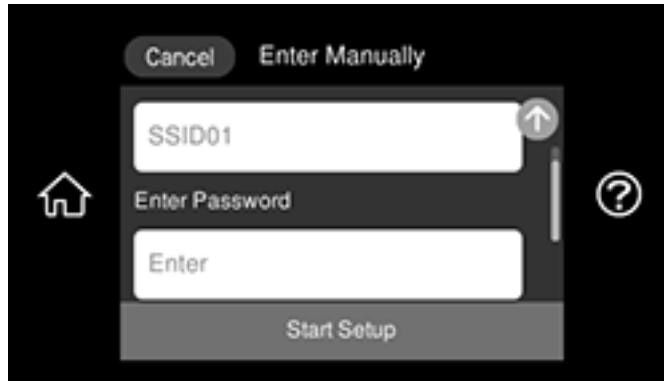 Cancel Enter Manually
SSID01
Enter Password
Enter
Start Setup